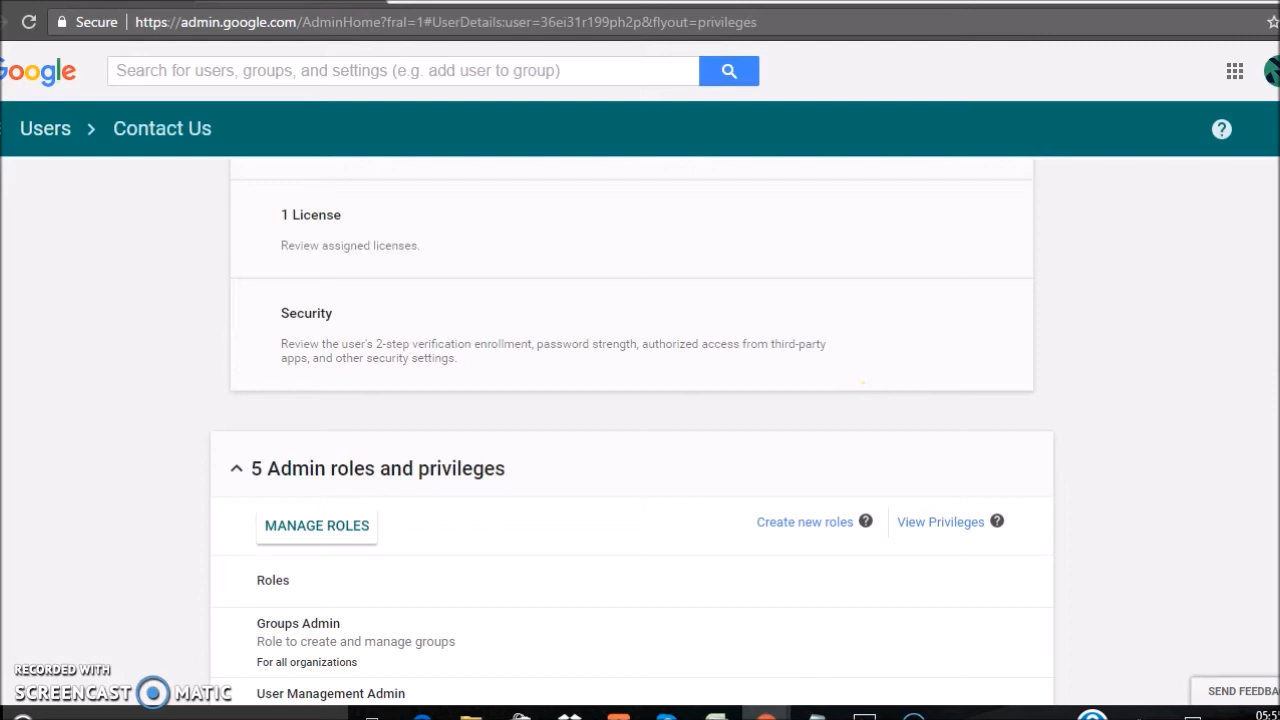 Secure https://admin.google.com/AdminHome?fral=1#UserDetails:user=36ei31r199ph2p&flyout=privileges
Google
Search for users, groups, and settings (e.g. add user to group)
Users > Contact Us
1 License
Review assigned licenses.
Security
Review the user's 2-step verification enrollment, password strength, authorized access from third-party
apps, and other security settings.
5 Admin roles and privileges
MANAGE ROLES
Create new roles
View Privileges
Roles
Groups Admin
Role to create and manage groups
For all organizations
User Management Admin
RECORDED WITH
SCREENCAST MATIC
SEND FEEDBA